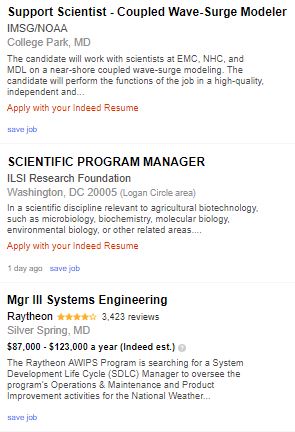 Support Scientist - Coupled Wave-Surge Modeler
IMSG/NOAA
College Park, MD
The candidate will work with scientists at EMC, NHC, and
MDL on a near-shore coupled wave-surge modeling. The
candidate will perform the functions of the job in a high-quality,
independent and...
Apply with your Indeed Resume
save job
SCIENTIFIC PROGRAM MANAGER
ILSI Research Foundation
Washington, DC 20005 (Logan Circle area)
In a scientific discipline relevant to agricultural biotechnology,
such as microbiology, biochemistry, molecular biology,
environmental biology, or other related areas....
Apply with your Indeed Resume
1 day ago save job
Mgr III Systems Engineering
Raytheon 3,423 reviews
Silver Spring, MD
$87,000 - $123,000 a year (Indeed est.) ?
The Raytheon AWIPS Program is searching for a System
Development Life Cycle (SDLC) Manager to oversee the
program's Operations & Maintenance and Product
Improvement activities for the National Weather...
save job